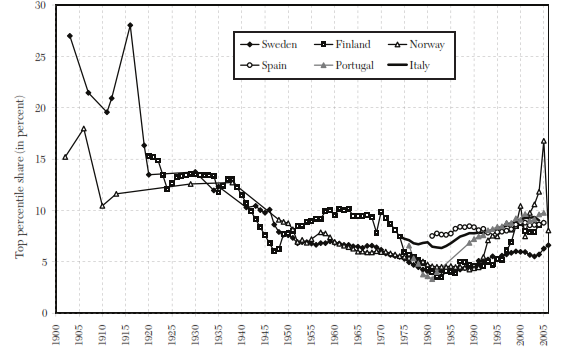 30
25
20
15
10
5
0
Top percentile share (in percent)
Sweden Finland Norway
Spain Portugal Italy
1900 1905 1910 1915 1920 1925 1930 1935 1940 1945 1950 1955 1960 1965 1970 1975 1980 1985 1990 1995 2000 2005